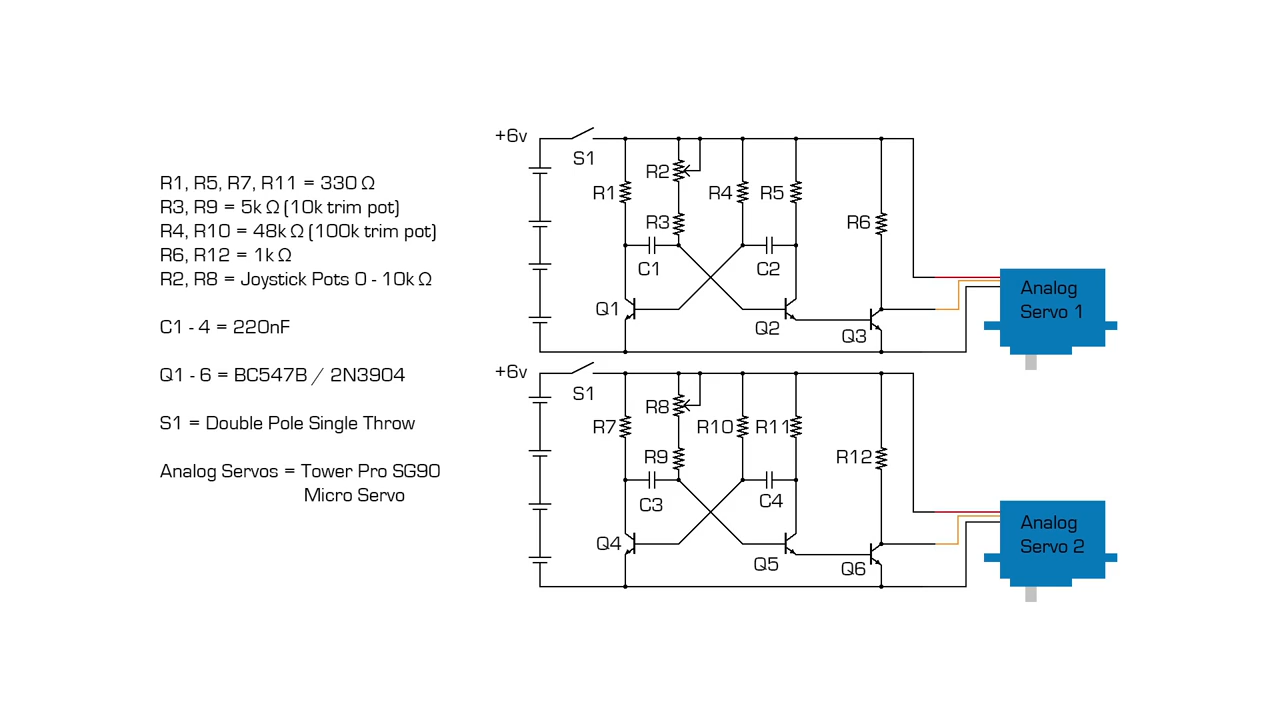 R1, R5, R7, R11 = 330 Ω
R3, R9 = 5k Ω (10k trim pot)
R4, R10 = 48k Ω (100k trim pot)
R6, R12 = 1k Ω
R2, R8 = Joystick Pots 0 - 10k Ω
C1 - 4 = 220nF
Q1 - 6 = BC547B / 2N3904
S1 = Double Pole Single Throw
Analog Servos = Tower Pro SG90
Micro Servo
+6v
S1
R2
R1
R4
R5
R3
R6
C1
C2
Q1
Q2
Q3
Analog
Servo 1
+6v
S1
R8
R7
R10
R11
R9
R12
C3
C4
Q4
Q5
Q6
Analog
Servo 2